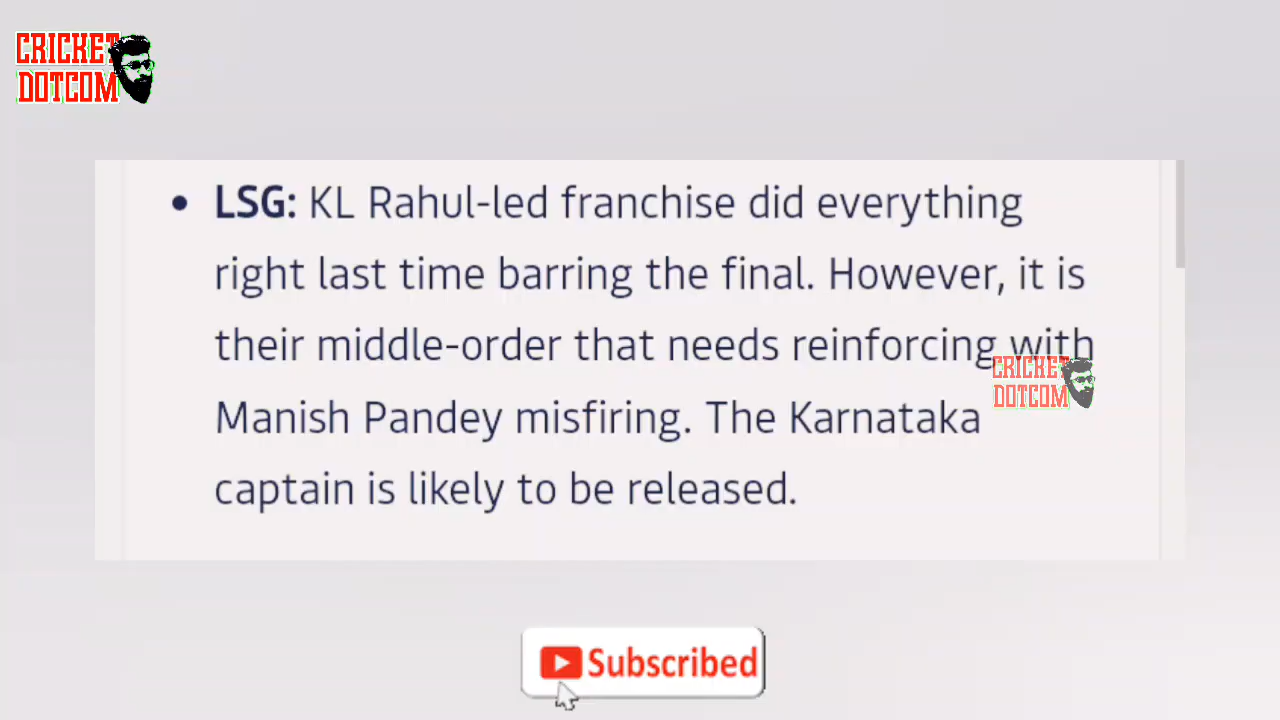 CRICKET
DOTCOM
• LSG: KL Rahul-led franchise did everything
right last time barring the final. However, it is
their middle-order that needs reinforcing with
CRICKET
DOTCOM
Manish Pandey misfiring. The Karnataka
captain is likely to be released.
Subscribed